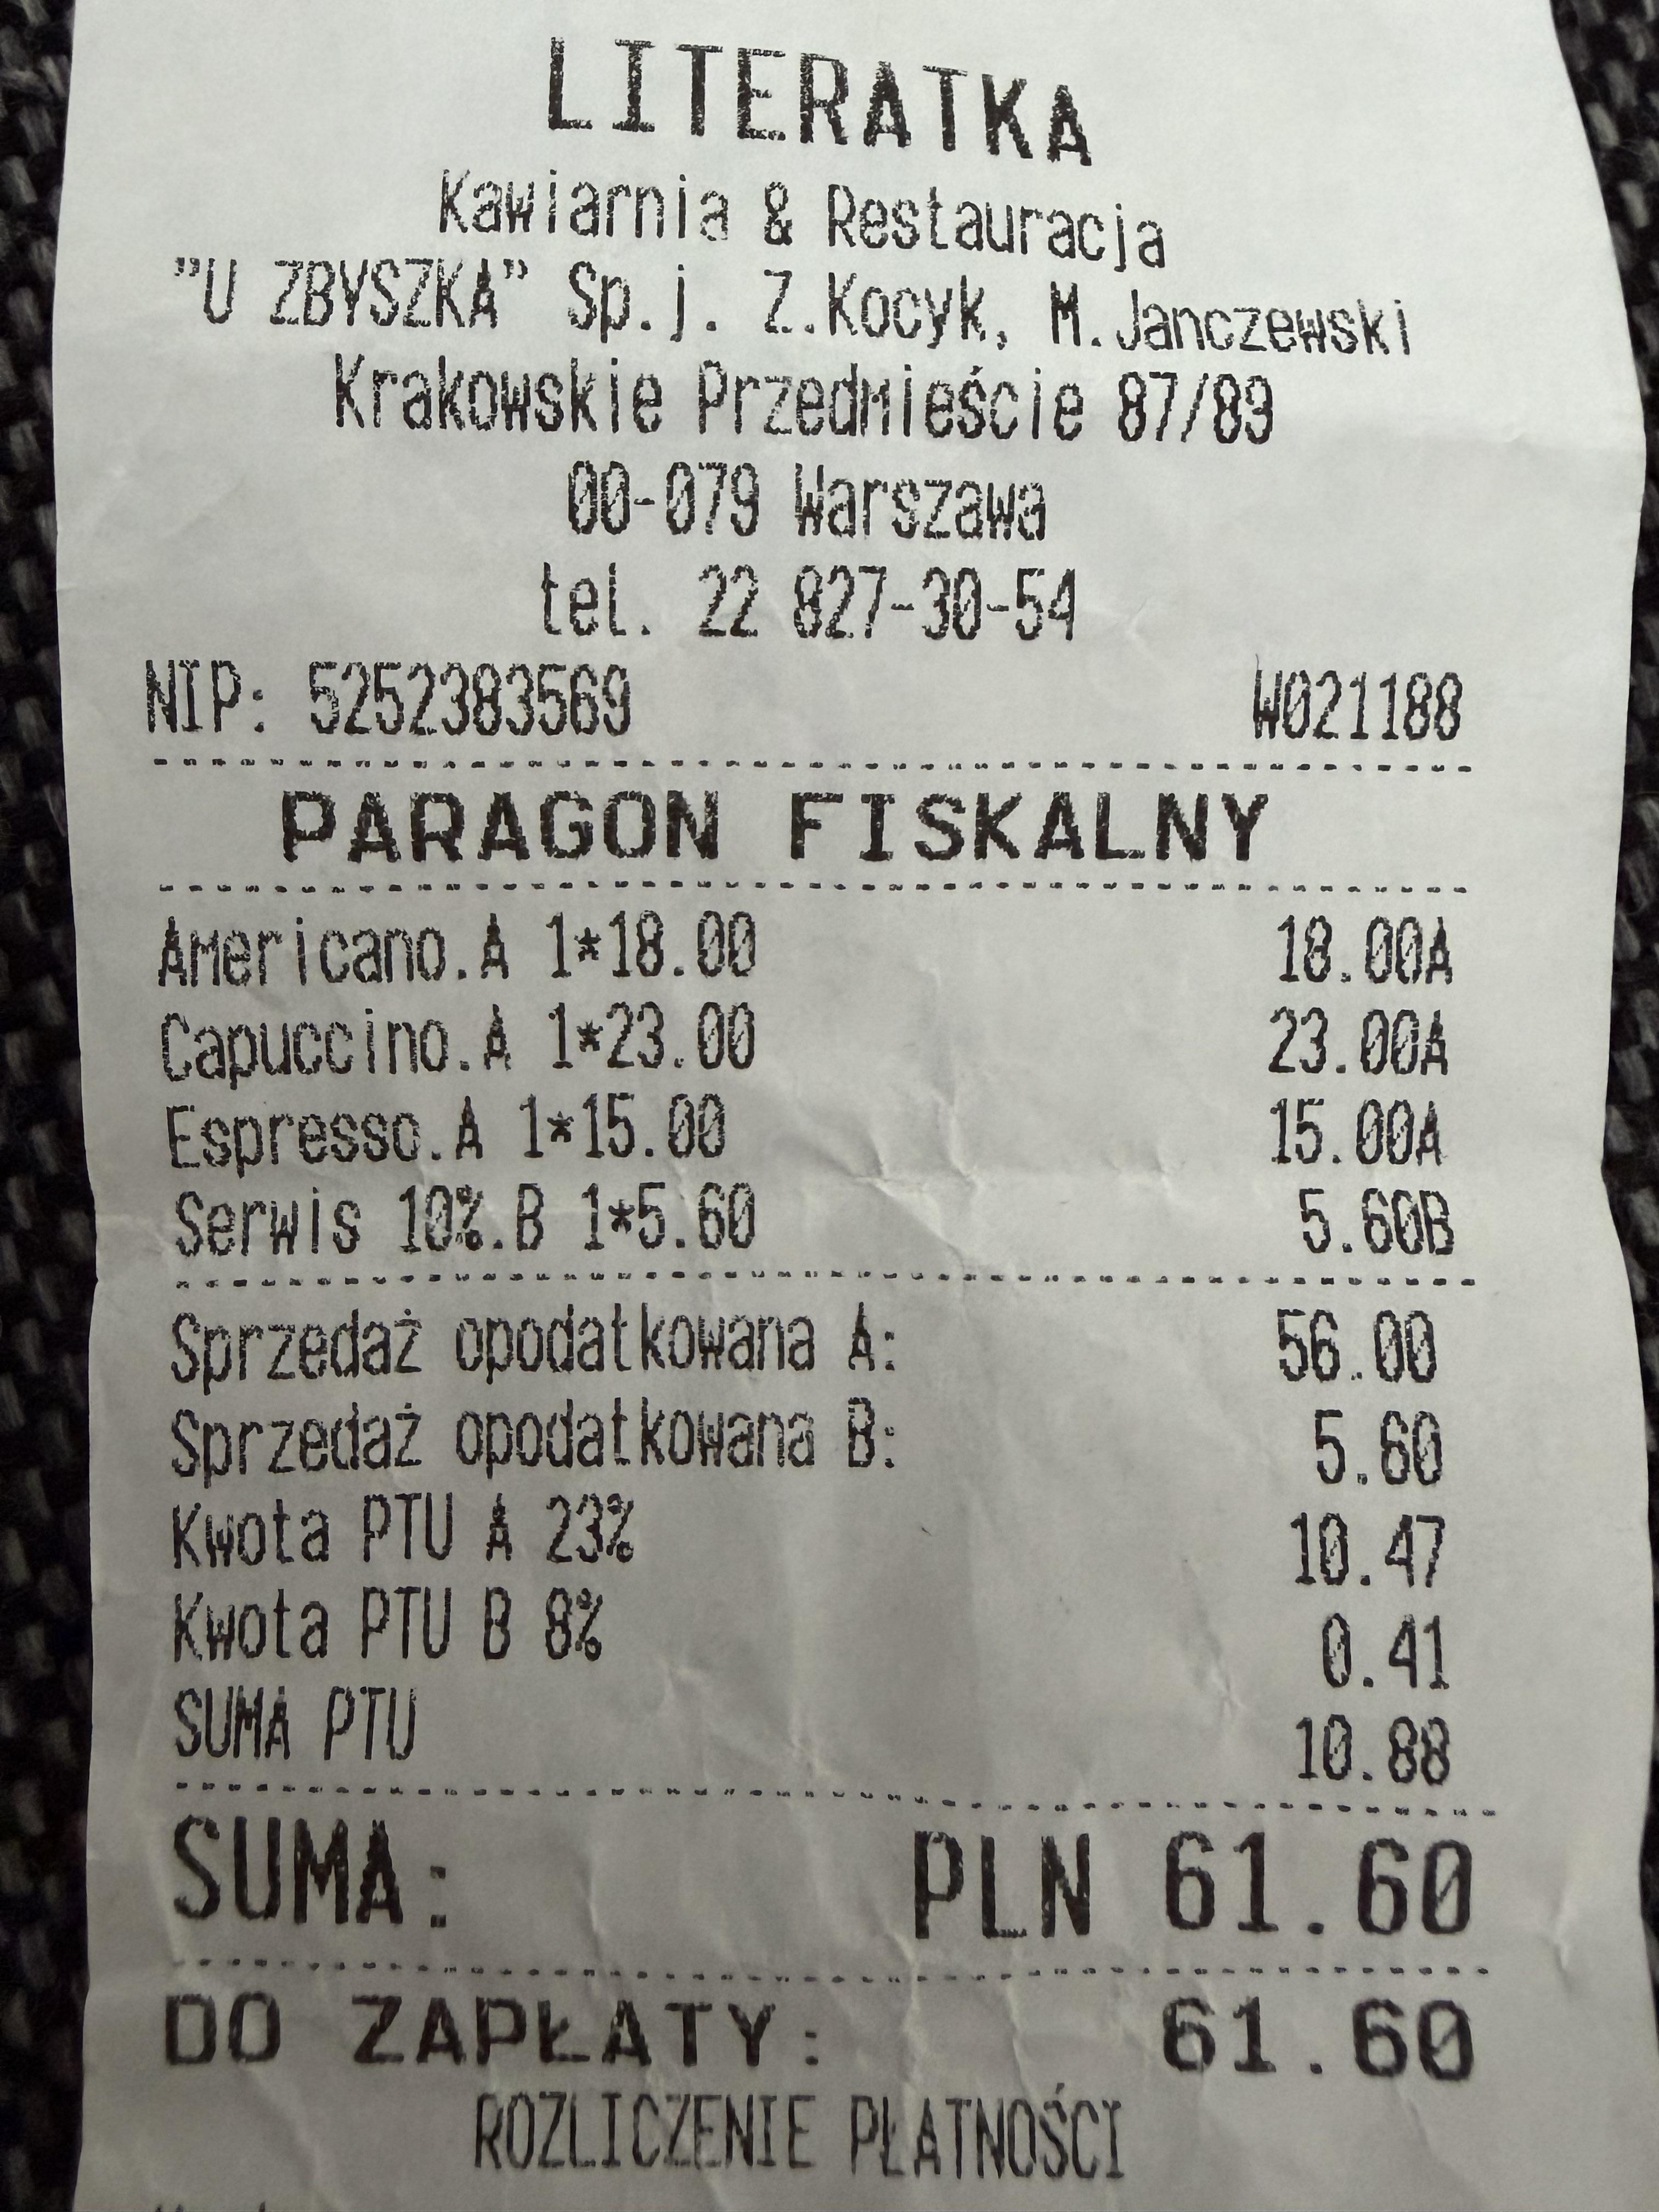 LITERATKA
Kawiarnia & Restauracja
"U ZBYSZKA" Sp.j. Z.Kocyk, M.Janczewski
Krakowskie Przedmieście 87/89
00-079 Warszawa
tel. 22 827-30-54
NIP: 5252383569 W021188
PARAGON FISKALNY
Americano.A 1*18.00 18.00A
Capuccino.A 1*23.00 23.00A
Espresso.A 1*15.00 15.00A
Serwis 10%.B 1*5.60 5.60B
Sprzedaż opodatkowana A: 56.00
Sprzedaż opodatkowana B: 5.60
Kwota PTU A 23% 10.47
Kwota PTU B 8% 0.41
SUMA PTU 10.88
SUMA: PLN 61.60
DO ZAPŁATY: 61.60
ROZLICZENIE PŁATNOŚCI